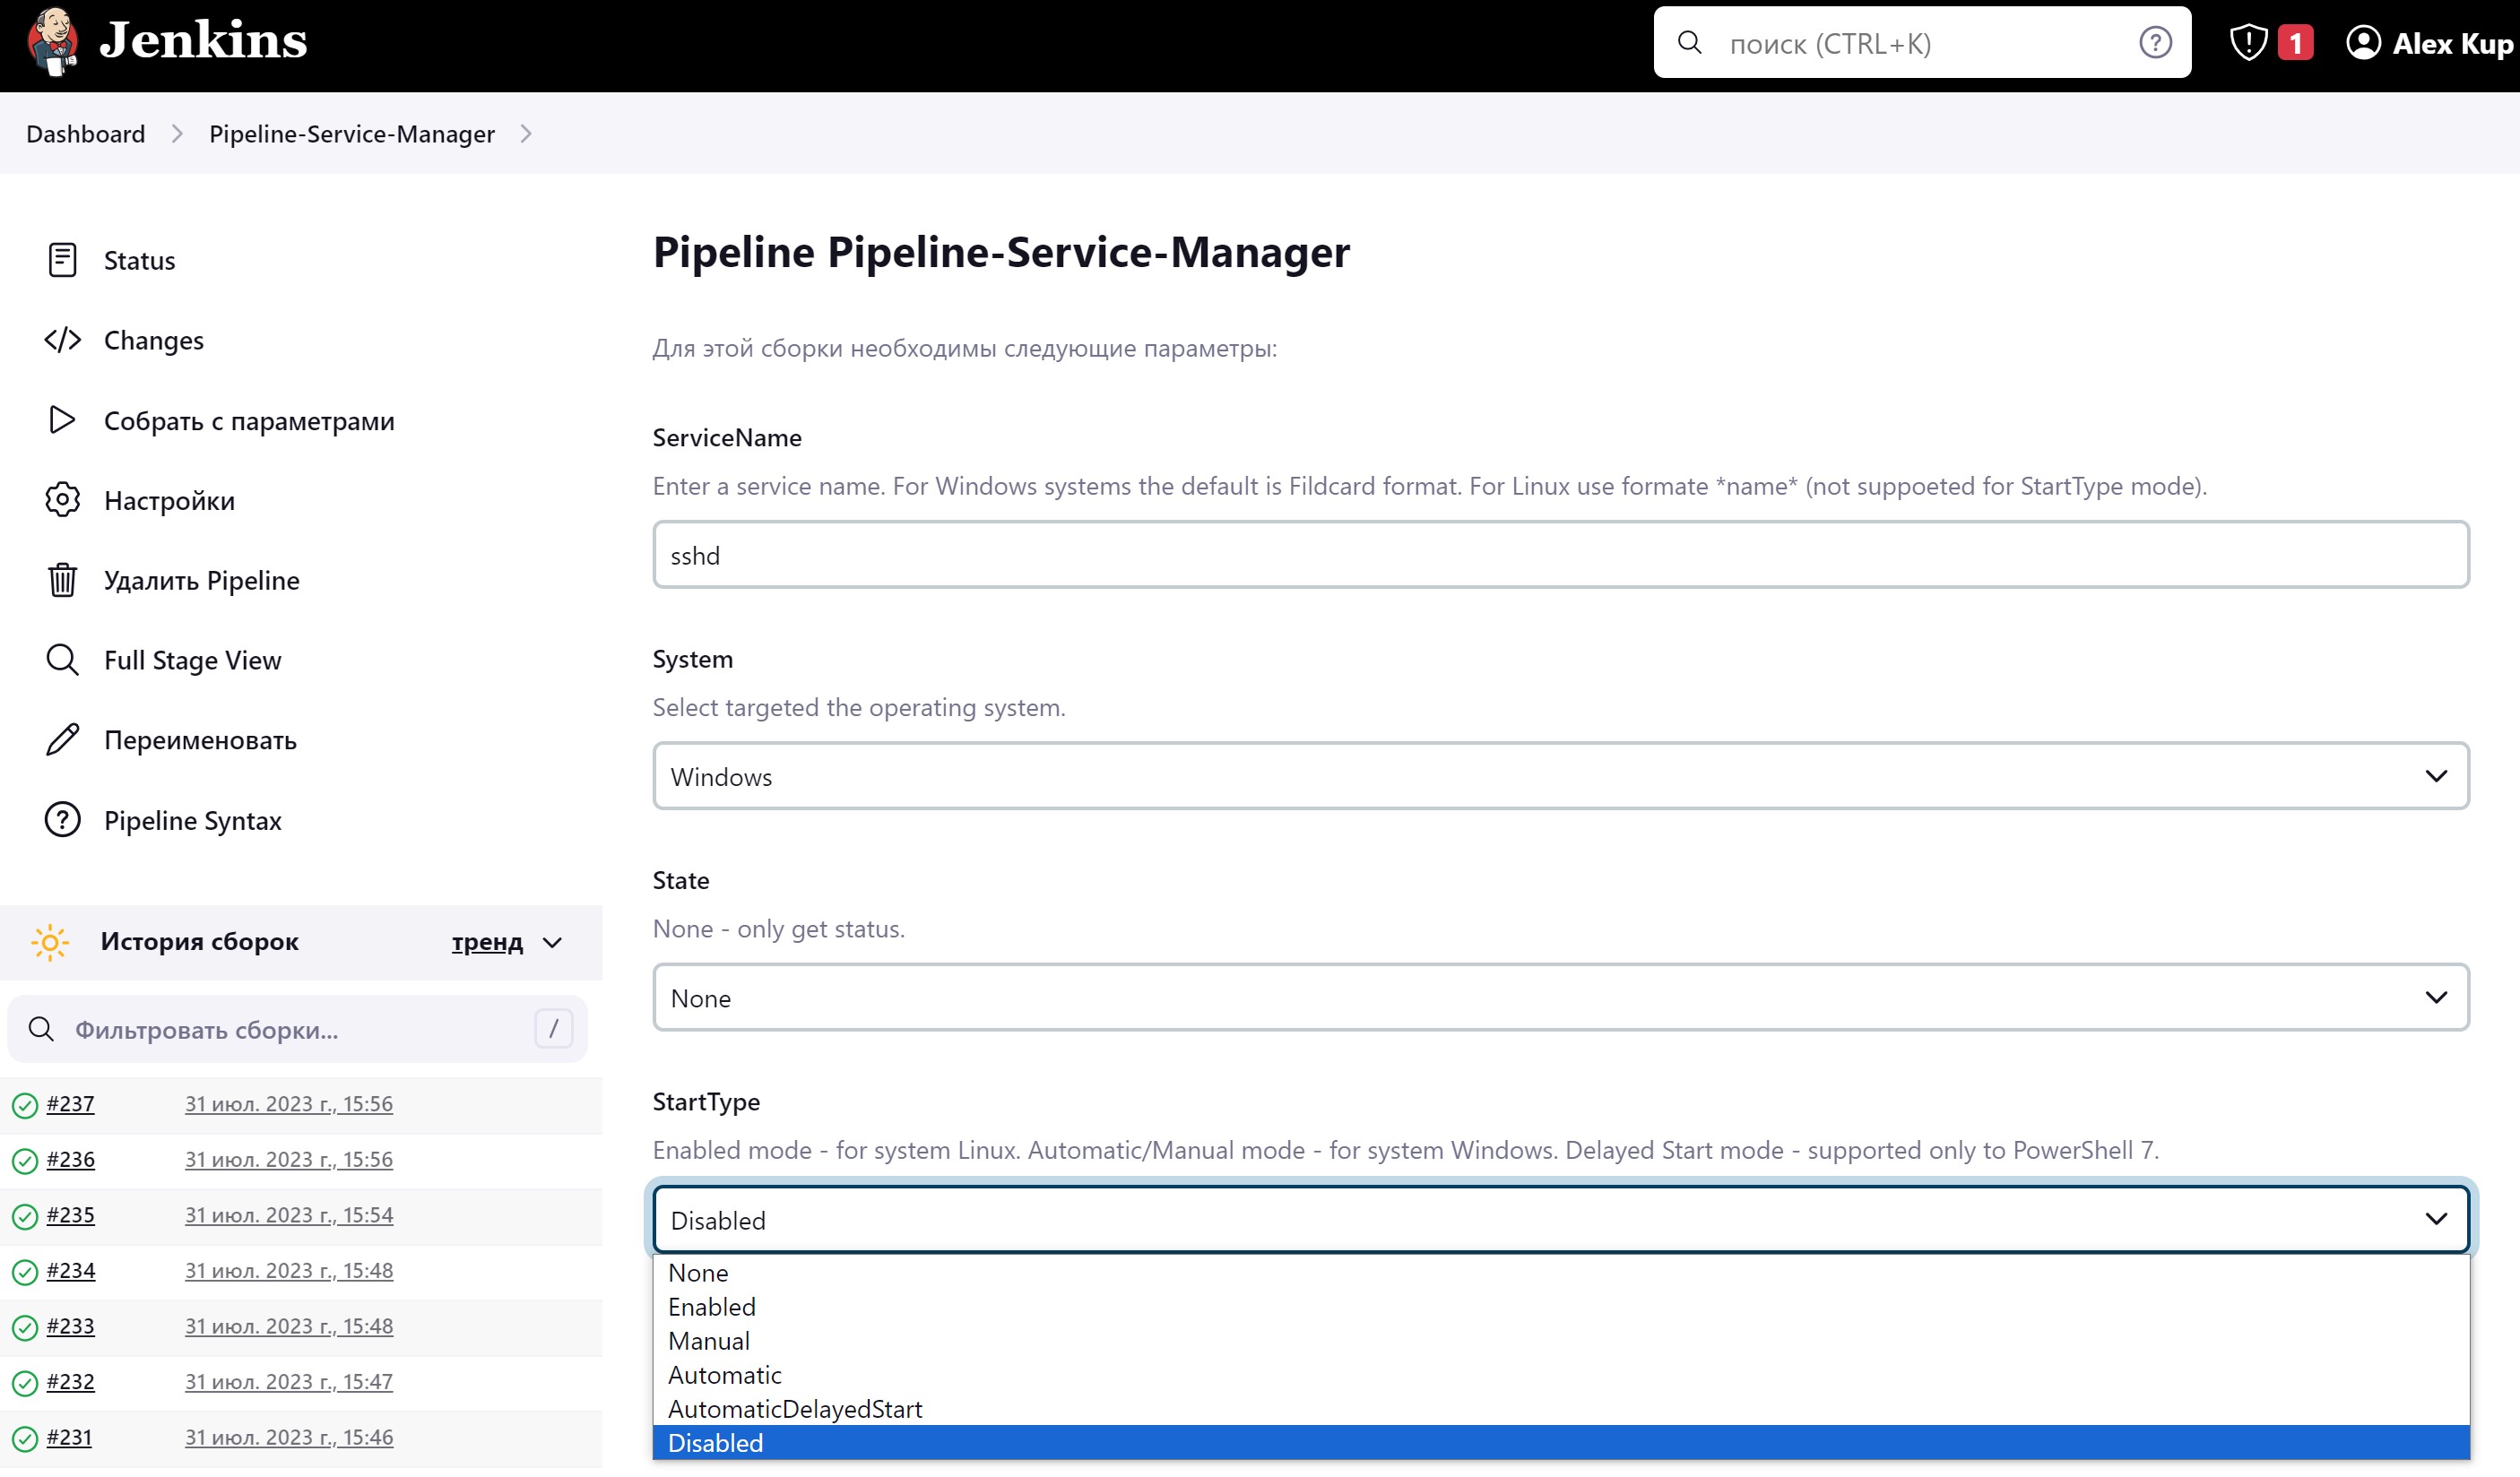 Jenkins
поиск (CTRL+K)
1
Alex Kup
Dashboard
Pipeline-Service-Manager
Status
Changes
Собрать с параметрами
Настройки
Удалить Pipeline
Full Stage View
Переименовать
Pipeline Syntax
История сборок
тренд
Фильтровать сборки...
/
#237 31 июл. 2023 г., 15:56
#236 31 июл. 2023 г., 15:56
#235 31 июл. 2023 г., 15:54
#234 31 июл. 2023 г., 15:48
#233 31 июл. 2023 г., 15:48
#232 31 июл. 2023 г., 15:47
#231 31 июл. 2023 г., 15:46
Pipeline Pipeline-Service-Manager
Для этой сборки необходимы следующие параметры:
ServiceName
Enter a service name. For Windows systems the default is Fildcard format. For Linux use formate *name* (not suppoeted for StartType mode).
sshd
System
Select targeted the operating system.
Windows
State
None - only get status.
None
StartType
Enabled mode - for system Linux. Automatic/Manual mode - for system Windows. Delayed Start mode - supported only to PowerShell 7.
Disabled
None
Enabled
Manual
Automatic
AutomaticDelayedStart
Disabled